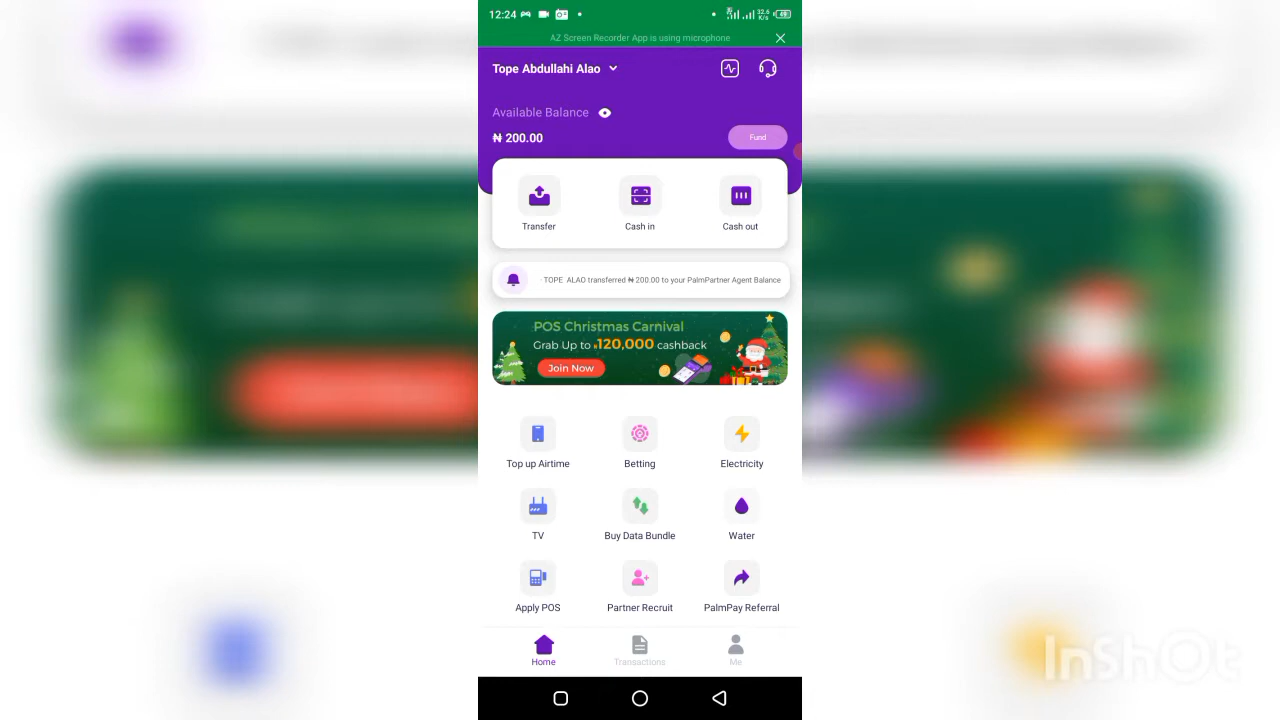 12:24
32.6
K/s
AZ Screen Recorder App is using microphone
Tope Abdullahi Alao
Available Balance
₦ 200.00
Fund
Transfer
Cash in
Cash out
TOPE ALAO transferred ₦ 200.00 to your PalmPartner Agent Balance
POS Christmas Carnival
Grab Up to ₦120,000 cashback
Join Now
Top up Airtime
Betting
Electricity
TV
Buy Data Bundle
Water
Apply POS
Partner Recruit
PalmPay Referral
Home
Transactions
Me
InShOt